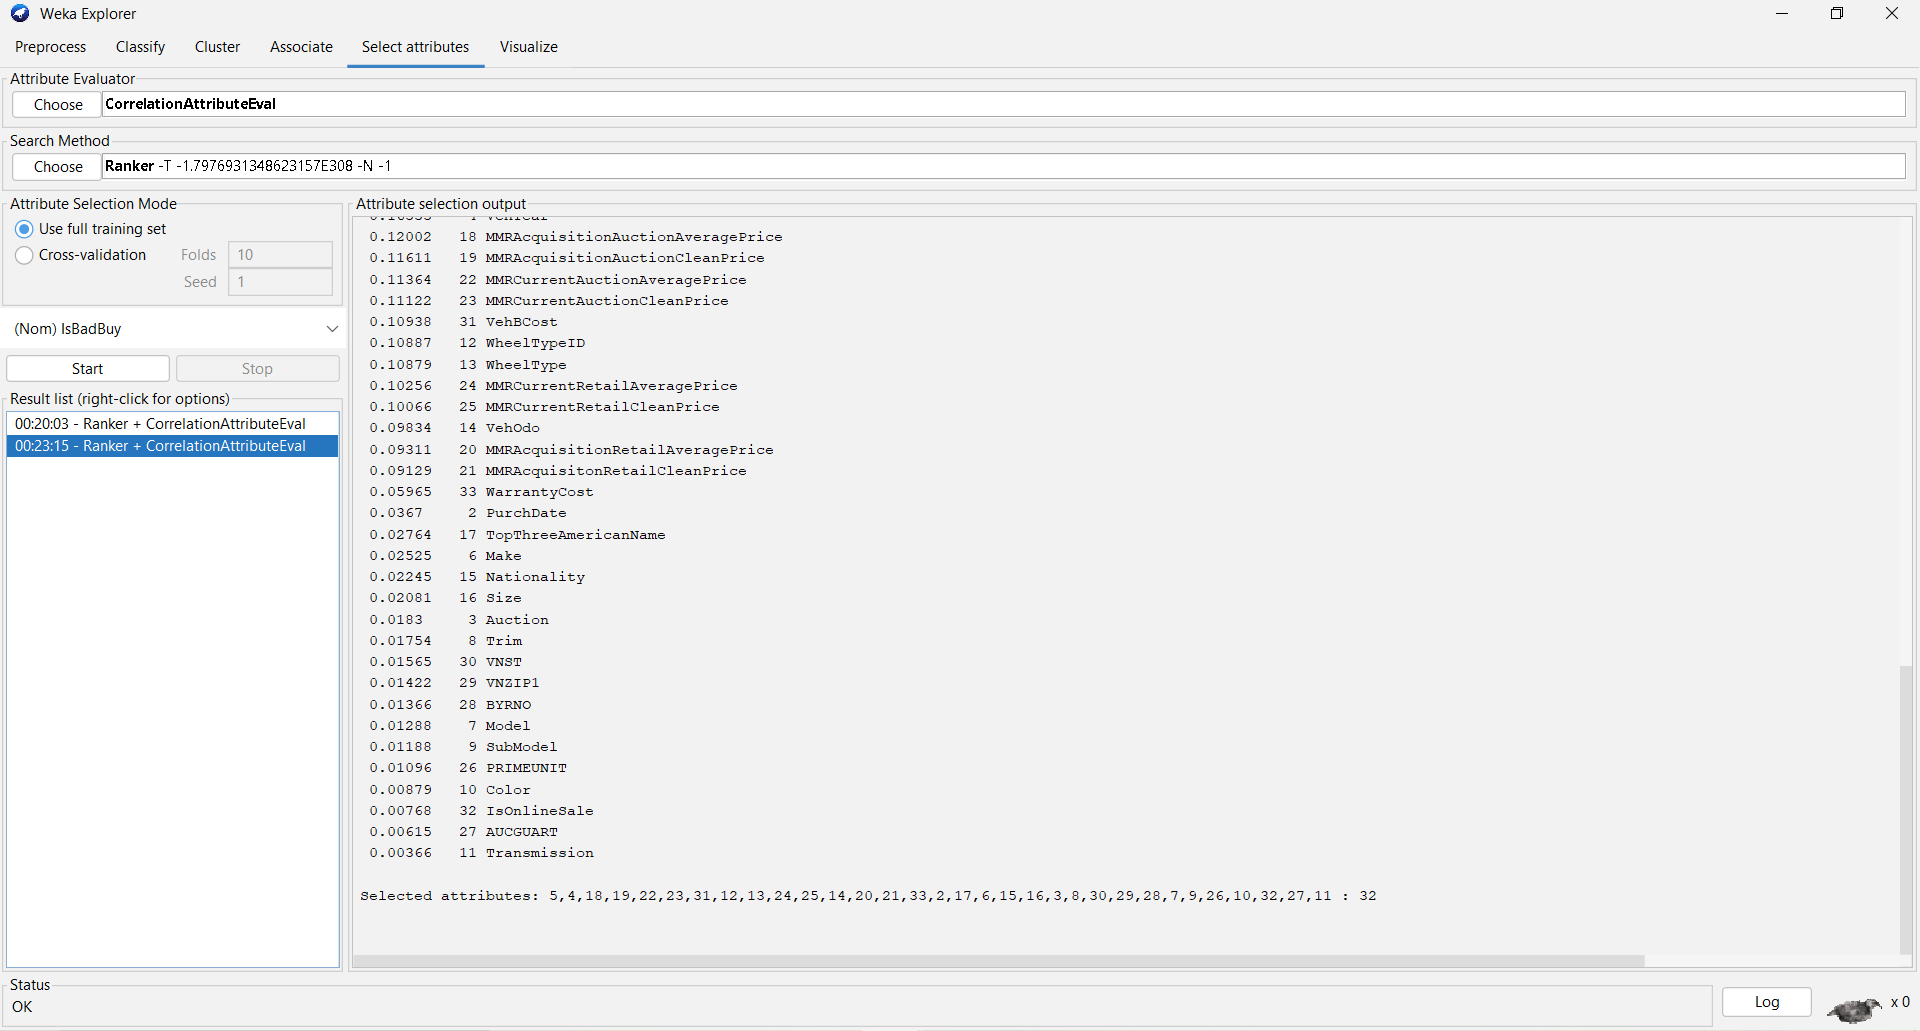 Weka Explorer
Preprocess Classify Cluster Associate Select attributes Visualize
Attribute Evaluator
Choose CorrelationAttributeEval
Search Method
Choose Ranker -T -1.7976931348623157E308 -N -1
Attribute Selection Mode
Use full training set
Cross-validation Folds 10
Seed 1
(Nom) IsBadBuy
Start Stop
Result list (right-click for options)
00:20:03 - Ranker + CorrelationAttributeEval
00:23:15 - Ranker + CorrelationAttributeEval
Attribute selection output
0.12002 18 MMRAcquisitionAuctionAveragePrice
0.11611 19 MMRAcquisitionAuctionCleanPrice
0.11364 22 MMRCurrentAuctionAveragePrice
0.11122 23 MMRCurrentAuctionCleanPrice
0.10938 31 VehBCost
0.10887 12 WheelTypeID
0.10879 13 WheelType
0.10256 24 MMRCurrentRetailAveragePrice
0.10066 25 MMRCurrentRetailCleanPrice
0.09834 14 VehOdo
0.09311 20 MMRAcquisitionRetailAveragePrice
0.09129 21 MMRAcquisitonRetailCleanPrice
0.05965 33 WarrantyCost
0.0367 2 PurchDate
0.02764 17 TopThreeAmericanName
0.02525 6 Make
0.02245 15 Nationality
0.02081 16 Size
0.0183 3 Auction
0.01754 8 Trim
0.01565 30 VNST
0.01422 29 VNZIP1
0.01366 28 BYRNO
0.01288 7 Model
0.01188 9 SubModel
0.01096 26 PRIMEUNIT
0.00879 10 Color
0.00768 32 IsOnlineSale
0.00615 27 AUCGUART
0.00366 11 Transmission
Selected attributes: 5,4,18,19,22,23,31,12,13,24,25,14,20,21,33,2,17,6,15,16,3,8,30,29,28,7,9,26,10,32,27,11 : 32
Status
OK
Log x 0